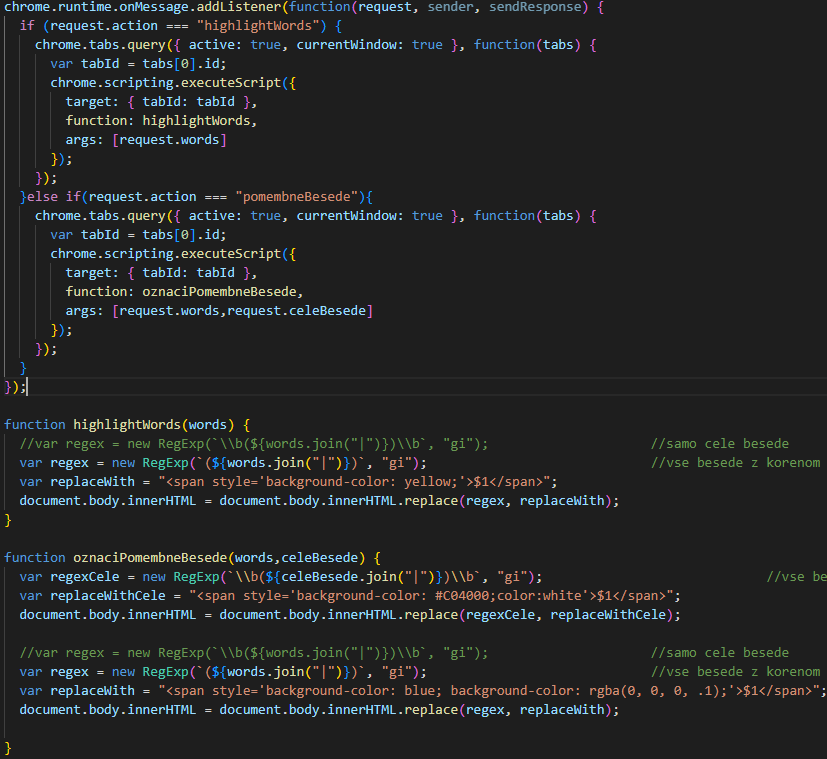 chrome.runtime.onMessage.addListener(function(request, sender, sendResponse) {
  if (request.action === "highlightWords") {
    chrome.tabs.query({ active: true, currentWindow: true }, function(tabs) {
      var tabId = tabs[0].id;
      chrome.scripting.executeScript({
        target: { tabId: tabId },
        function: highlightWords,
        args: [request.words]
      });
    });
  }else if(request.action === "pomembneBesede"){
    chrome.tabs.query({ active: true, currentWindow: true }, function(tabs) {
      var tabId = tabs[0].id;
      chrome.scripting.executeScript({
        target: { tabId: tabId },
        function: oznaciPomembneBesede,
        args: [request.words,request.celeBesede]
      });
    });
  }
});

function highlightWords(words) {
  //var regex = new RegExp(`\\b(${words.join("|")})\\b`, "gi"); //samo cele besede
  var regex = new RegExp(`(${words.join("|")})`, "gi"); //vse besede z korenom
  var replaceWith = "<span style='background-color: yellow;'>$1</span>";
  document.body.innerHTML = document.body.innerHTML.replace(regex, replaceWith);
}

function oznaciPomembneBesede(words,celeBesede) {
  var regexCele = new RegExp(`\\b(${celeBesede.join("|")})\\b`, "gi"); //vse be
  var replaceWithCele = "<span style='background-color: #C04000;color:white'>$1</span>";
  document.body.innerHTML = document.body.innerHTML.replace(regexCele, replaceWithCele);

  //var regex = new RegExp(`\\b(${words.join("|")})\\b`, "gi"); //samo cele besede
  var regex = new RegExp(`(${words.join("|")})`, "gi"); //vse besede z korenom
  var replaceWith = "<span style='background-color: blue; background-color: rgba(0, 0, 0, .1);'>$1</span>";
  document.body.innerHTML = document.body.innerHTML.replace(regex, replaceWith);

}